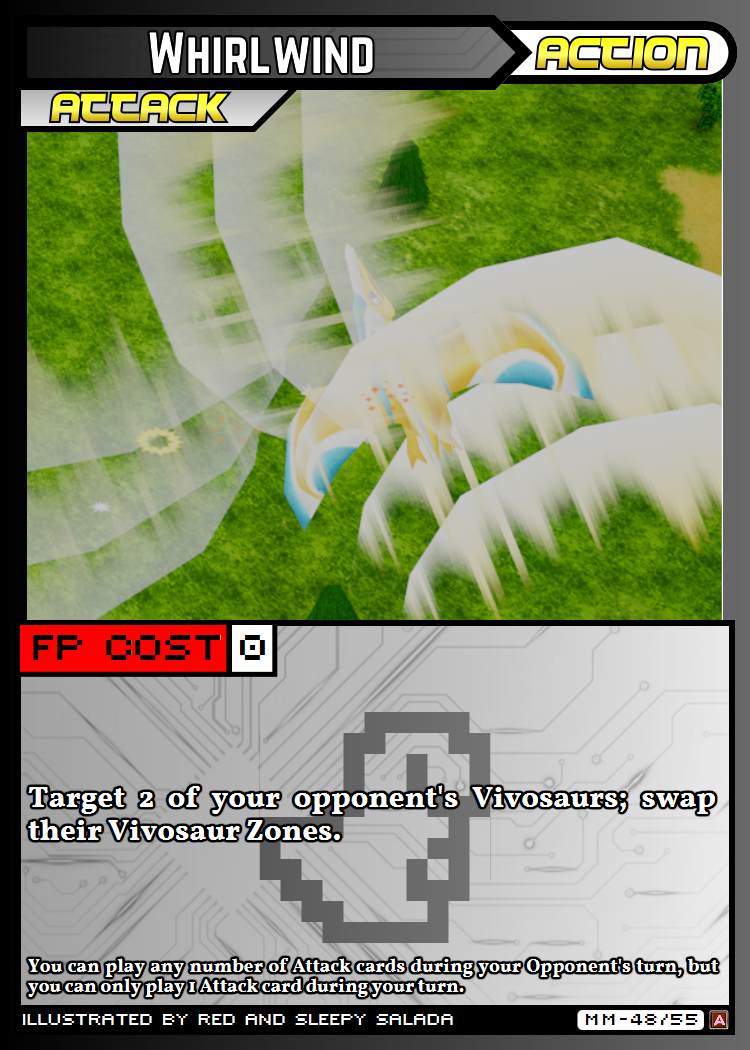 WHIRLWIND
ACTION
ATTACK
FP COST 0
Target 2 of your opponent's Vivosaurs; swap
their Vivosaur Zones.
You can play any number of Attack cards during your Opponent's turn, but
you can only play 1 Attack card during your turn.
ILLUSTRATED BY RED AND SLEEPY SALADA
MM-48/55 A